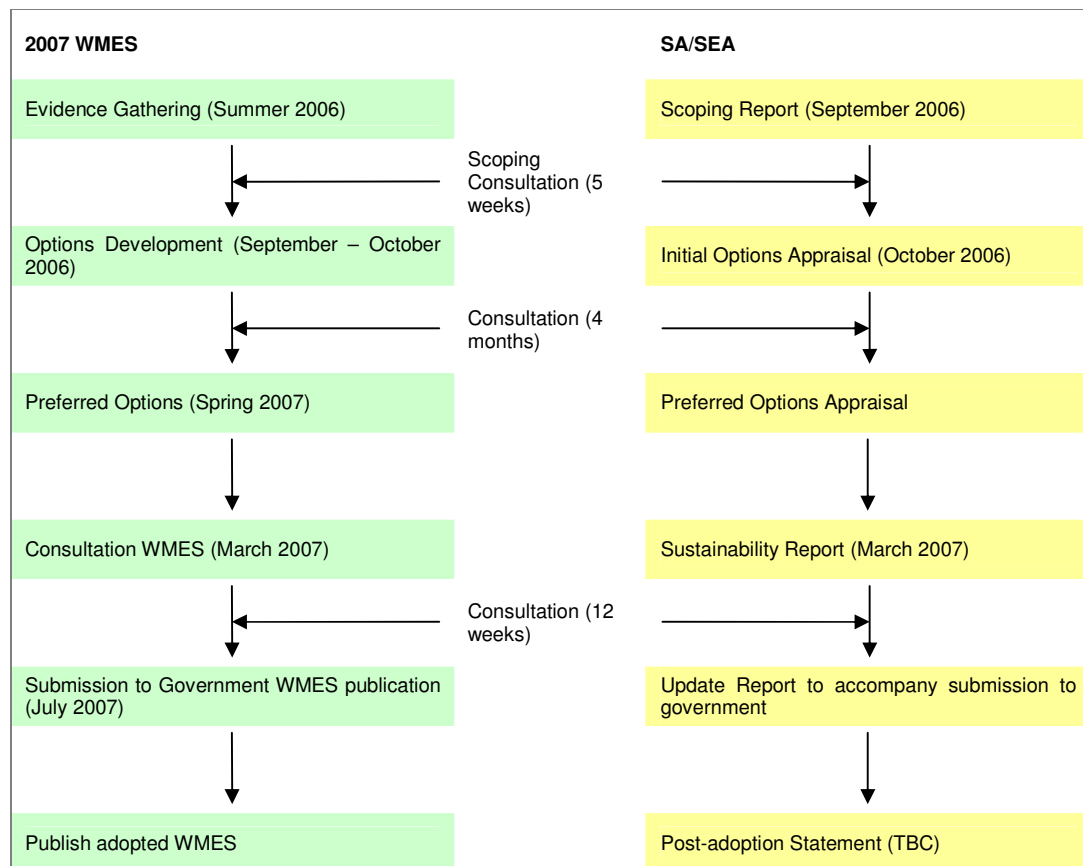 2007 WMES
SA/SEA
Evidence Gathering (Summer 2006)
Scoping Report (September 2006)
Scoping
Consultation (5
weeks)
Options Development (September – October
2006)
Initial Options Appraisal (October 2006)
Consultation (4
months)
Preferred Options (Spring 2007)
Preferred Options Appraisal
Consultation WMES (March 2007)
Sustainability Report (March 2007)
Consultation (12
weeks)
Submission to Government WMES publication
(July 2007)
Update Report to accompany submission to
government
Publish adopted WMES
Post-adoption Statement (TBC)